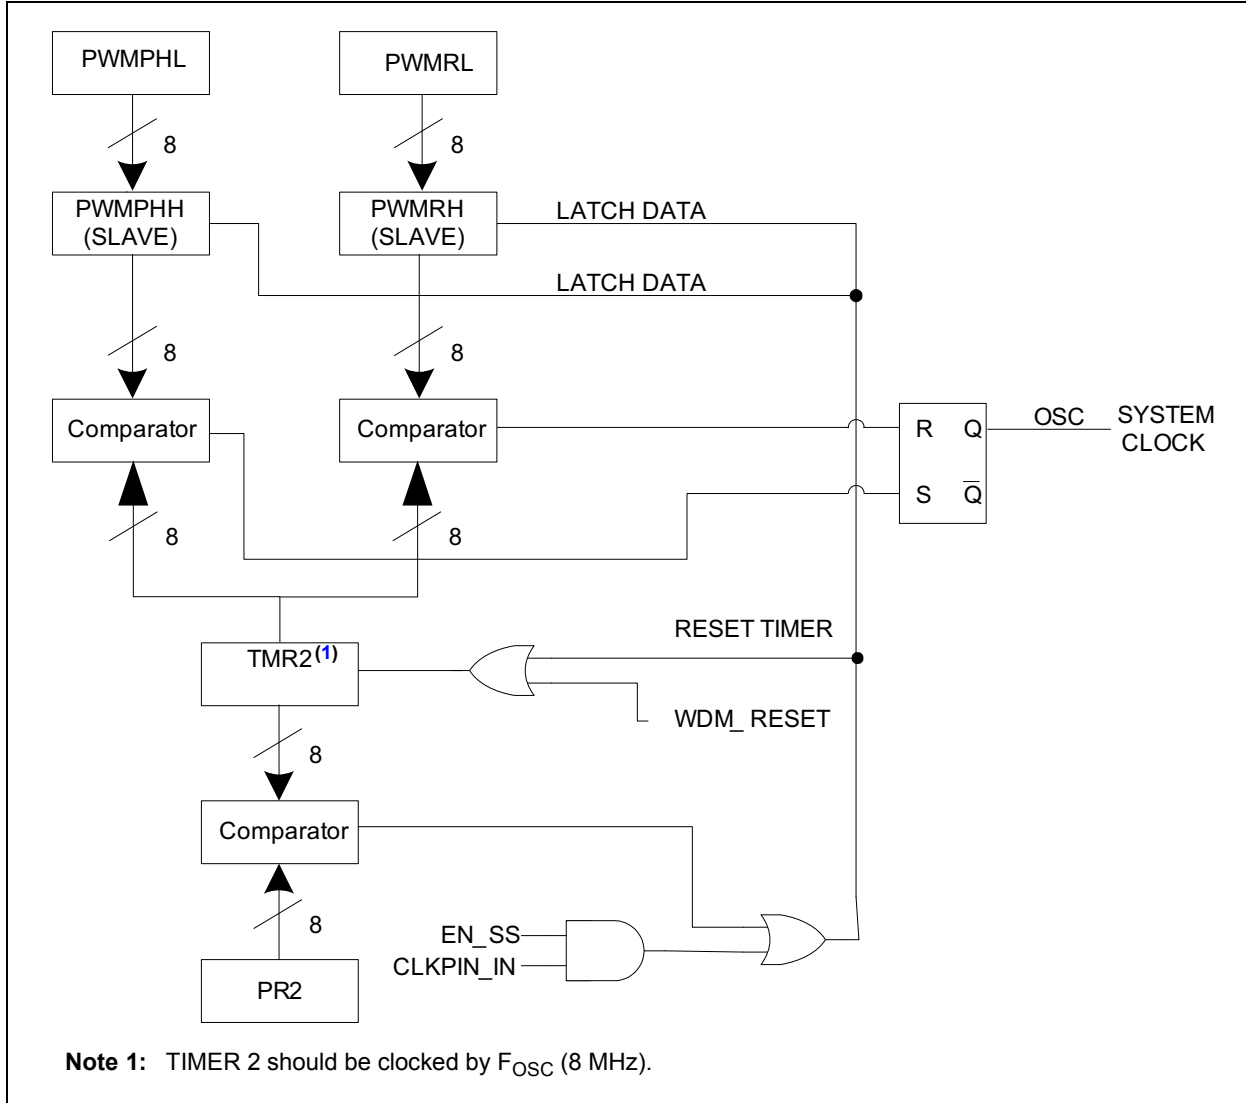 PWMPHL
PWMRL
8
8
PWMPHH
(SLAVE)
PWMRH
(SLAVE)
LATCH DATA
LATCH DATA
8
8
Comparator
Comparator
R Q
S Q̅
OSC
SYSTEM
CLOCK
8
8
RESET TIMER
TMR2(1)
WDM_ RESET
8
Comparator
8
EN_SS
CLKPIN_IN
PR2
Note 1: TIMER 2 should be clocked by FOSC (8 MHz).